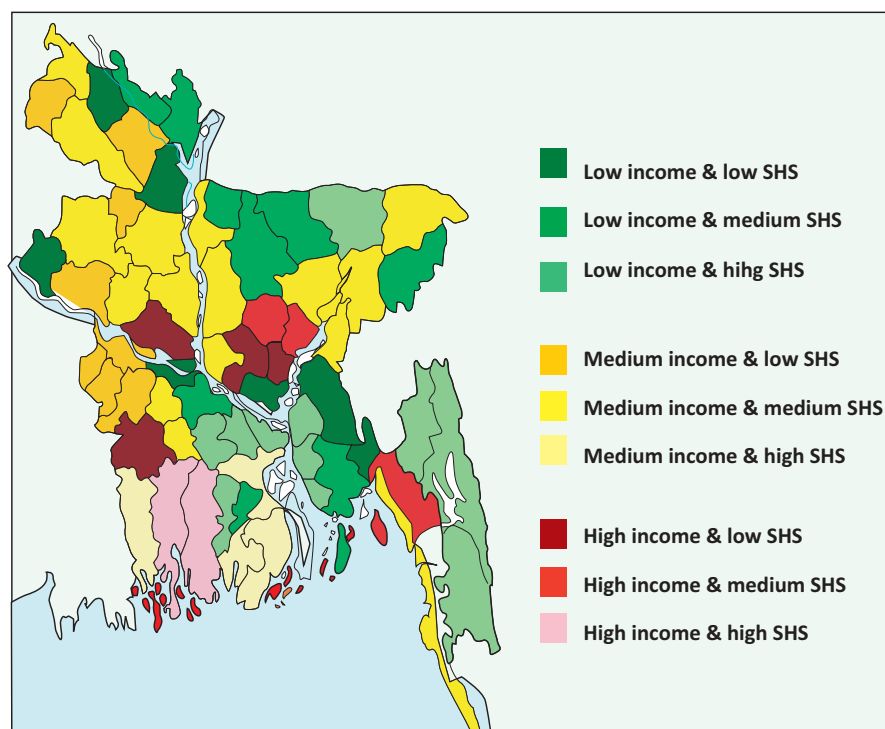 Low income & low SHS
Low income & medium SHS
Low income & hihg SHS
Medium income & low SHS
Medium income & medium SHS
Medium income & high SHS
High income & low SHS
High income & medium SHS
High income & high SHS